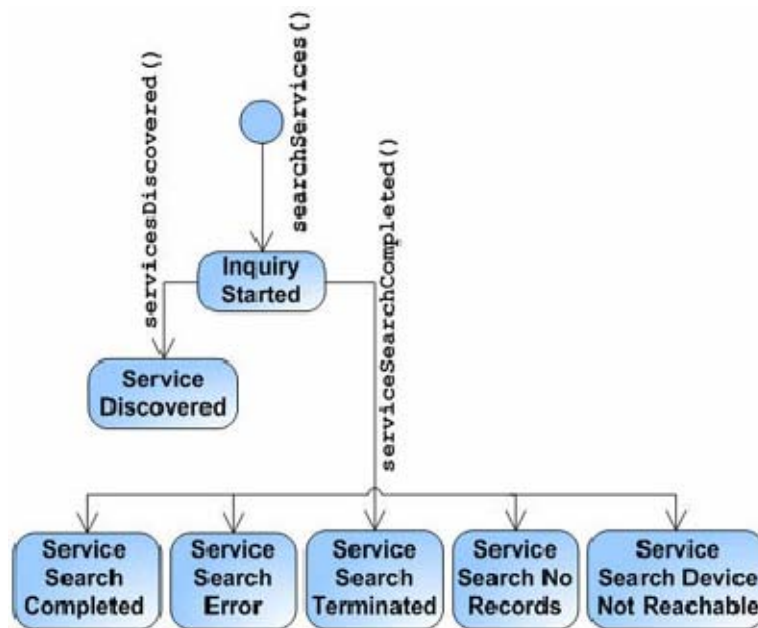 servicesDiscovered()
searchServices()
serviceSearchCompleted()
Inquiry
Started
Service
Discovered
Service
Search
Completed
Service
Search
Error
Service
Search
Terminated
Service
Search No
Records
Service
Search Device
Not Reachable